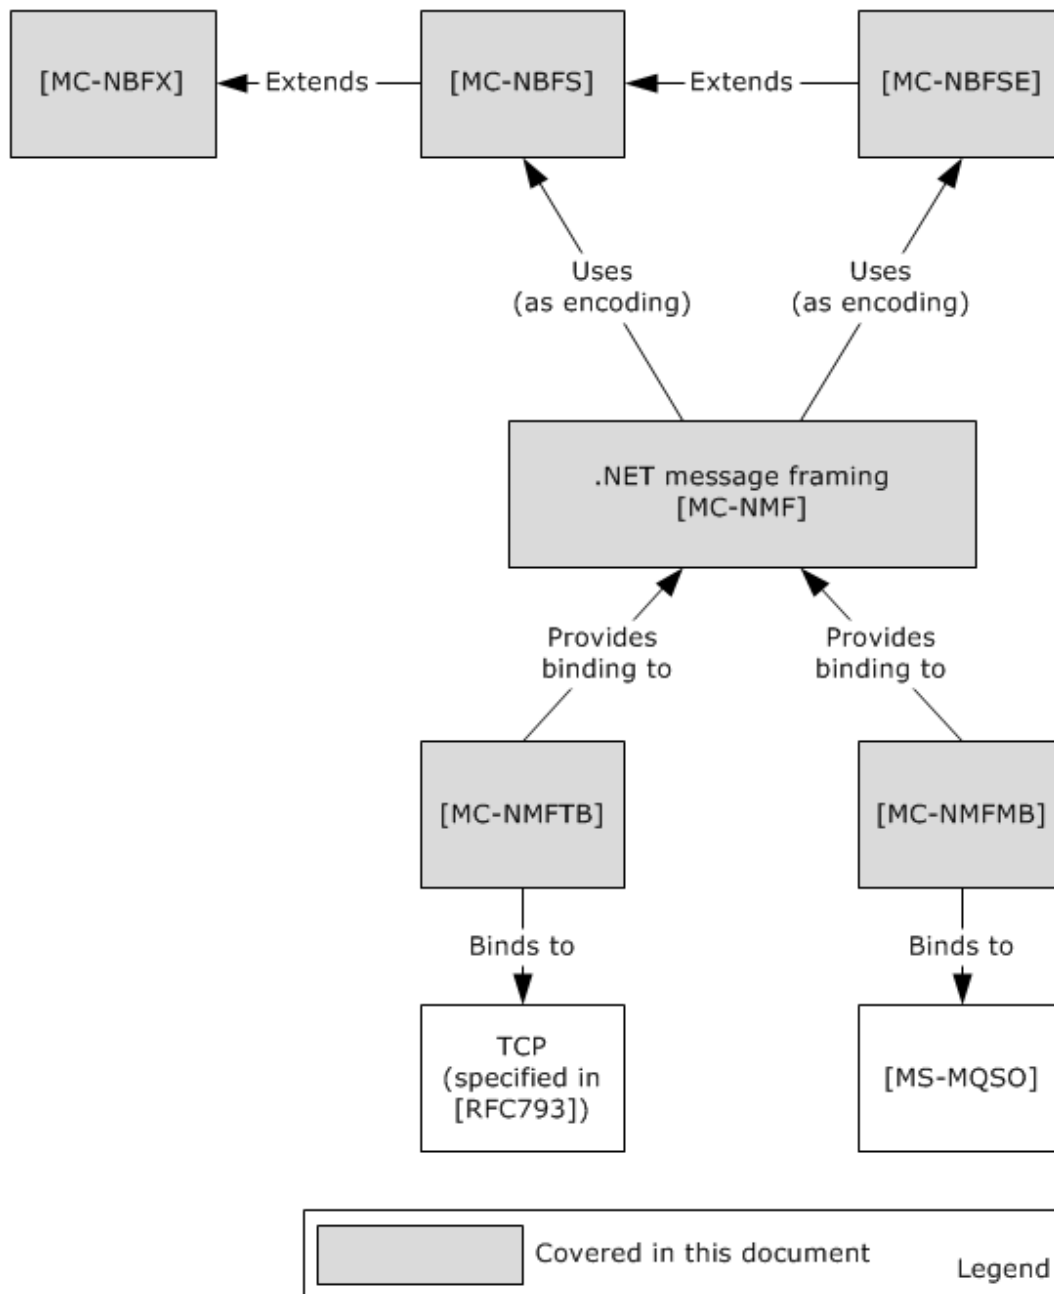 [MC-NBFX]
Extends
[MC-NBFS]
Extends
[MC-NBFSE]
Uses
(as encoding)
Uses
(as encoding)
.NET message framing
[MC-NMF]
Provides
binding to
Provides
binding to
[MC-NMFTB]
[MC-NMFMB]
Binds to
Binds to
TCP
(specified in
[RFC793])
[MS-MQSO]
Covered in this document
Legend